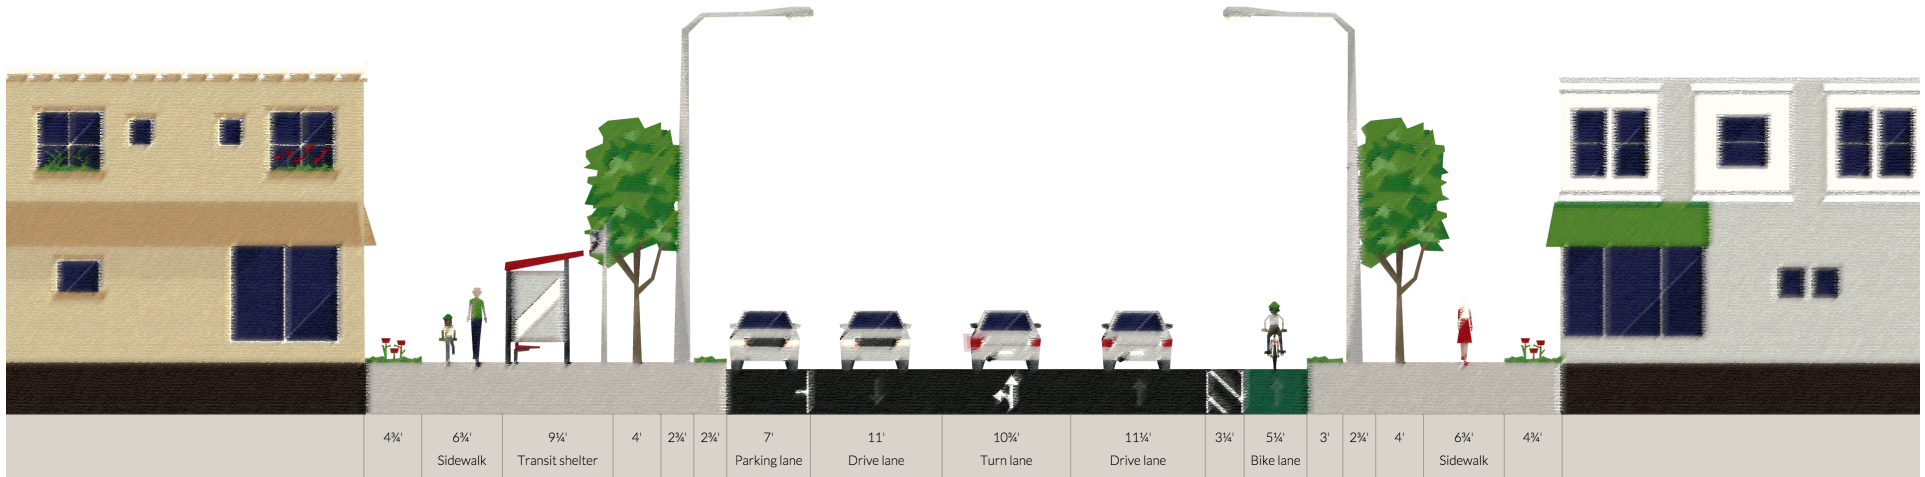 4¾' 6¾' 9¼' 4' 2¾' 2¾' 7' 11' 10¾' 11¼' 3¼' 5¼' 3' 2¾' 4' 6¾' 4¾'
Sidewalk Transit shelter Parking lane Drive lane Turn lane Drive lane Bike lane Sidewalk